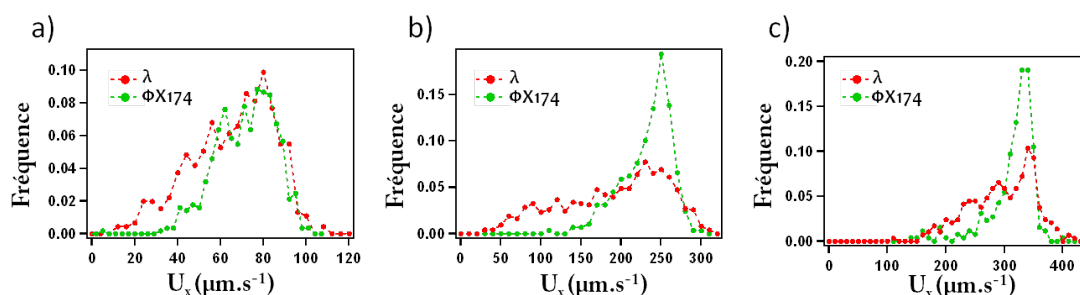 a)
Fréquence
0.10
0.08
0.06
0.04
0.02
0.00
λ
ΦX174
0 20 40 60 80 100 120
Ux (µm.s-1)
b)
Fréquence
0.15
0.10
0.05
0.00
λ
ΦX174
0 100 200 300
Ux (µm.s-1)
c)
Fréquence
0.20
0.15
0.10
0.05
0.00
λ
ΦX174
0 100 200 300 400
Ux (µm.s-1)